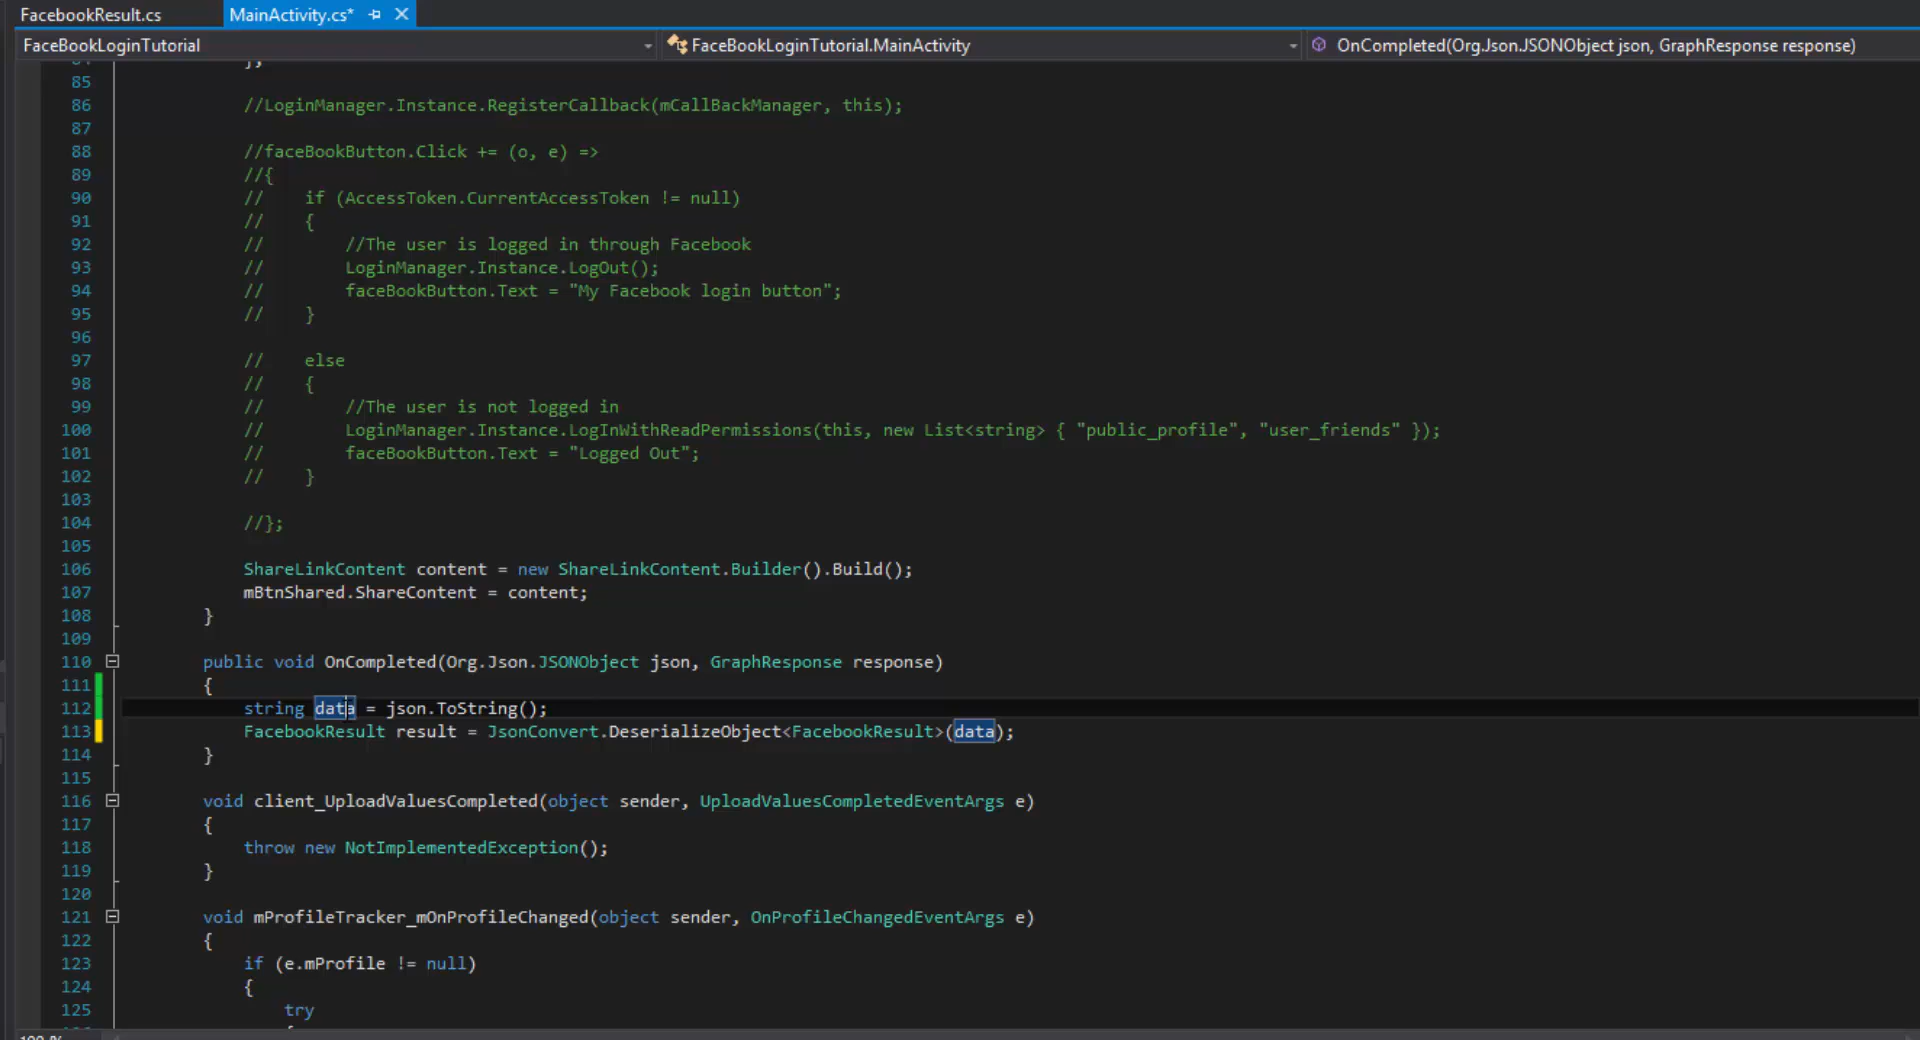 FacebookResult.cs MainActivity.cs*
FaceBookLoginTutorial FaceBookLoginTutorial.MainActivity OnCompleted(Org.Json.JSONObject json, GraphResponse response)
84 };
85
86 //LoginManager.Instance.RegisterCallback(mCallBackManager, this);
87
88 //faceBookButton.Click += (o, e) =>
89 //{
90 // if (AccessToken.CurrentAccessToken != null)
91 // {
92 // //The user is logged in through Facebook
93 // LoginManager.Instance.LogOut();
94 // faceBookButton.Text = "My Facebook login button";
95 // }
96
97 // else
98 // {
99 // //The user is not logged in
100 // LoginManager.Instance.LogInWithReadPermissions(this, new List<string> { "public_profile", "user_friends" });
101 // faceBookButton.Text = "Logged Out";
102 // }
103
104 //};
105
106 ShareLinkContent content = new ShareLinkContent.Builder().Build();
107 mBtnShared.ShareContent = content;
108 }
109
110 public void OnCompleted(Org.Json.JSONObject json, GraphResponse response)
111 {
112 string data = json.ToString();
113 FacebookResult result = JsonConvert.DeserializeObject<FacebookResult>(data);
114 }
115
116 void client_UploadValuesCompleted(object sender, UploadValuesCompletedEventArgs e)
117 {
118 throw new NotImplementedException();
119 }
120
121 void mProfileTracker_mOnProfileChanged(object sender, OnProfileChangedEventArgs e)
122 {
123 if (e.mProfile != null)
124 {
125 try
100 %